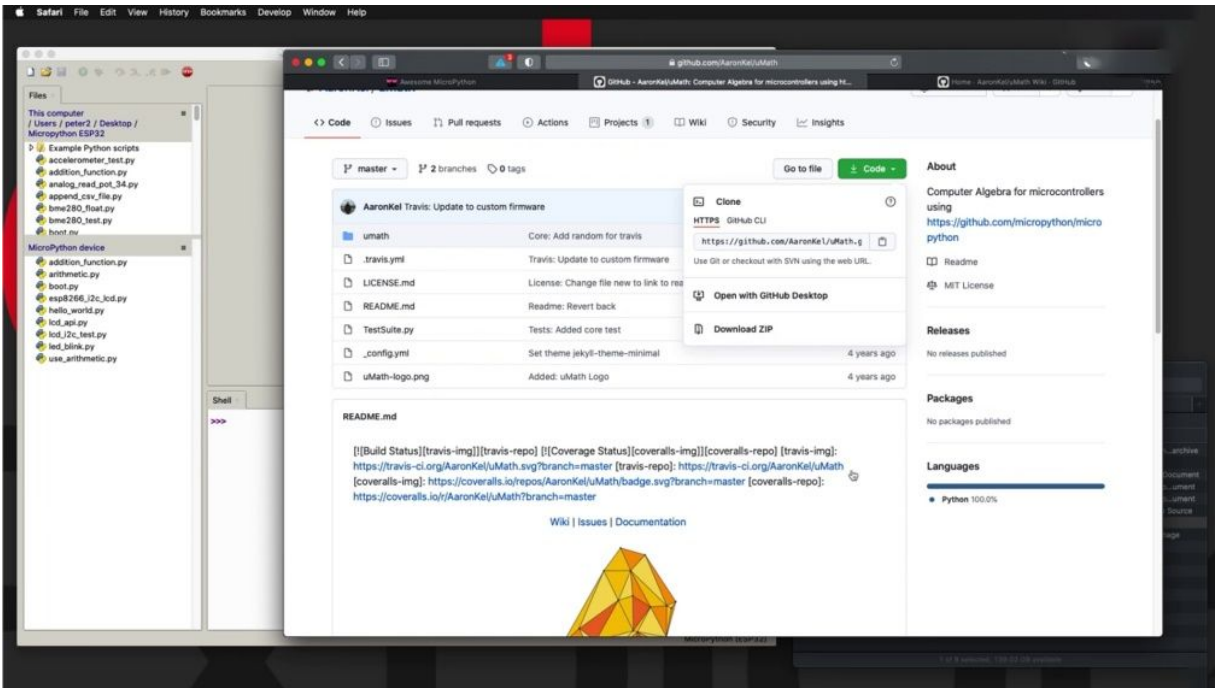 Safari File Edit View History Bookmarks Develop Window Help
Files
This computer
/ Users / peter2 / Desktop /
Micropython ESP32
Example Python scripts
accelerometer_test.py
addition_function.py
analog_read_pot_34.py
append_csv_file.py
bme280_float.py
bme280_test.py
boot.py
MicroPython device
addition_function.py
arithmetic.py
boot.py
esp8266_i2c_lcd.py
hello_world.py
lcd_api.py
lcd_i2c_test.py
led_blink.py
use_arithmetic.py
Shell
>>>
github.com/AaronKel/uMath
Awesome MicroPython
GitHub - AaronKel/uMath: Computer Algebra for microcontrollers using ht...
Home · AaronKel/uMath Wiki · GitHub
Code Issues Pull requests Actions Projects 1 Wiki Security Insights
master 2 branches 0 tags Go to file Code
AaronKel Travis: Update to custom firmware
umath Core: Add random for travis
.travis.yml Travis: Update to custom firmware
LICENSE.md License: Change file new to link to rea
README.md Readme: Revert back
TestSuite.py Tests: Added core test
_config.yml Set theme jekyll-theme-minimal 4 years ago
uMath-logo.png Added: uMath Logo 4 years ago
Clone
HTTPS GitHub CLI
https://github.com/AaronKel/uMath.g
Use Git or checkout with SVN using the web URL.
Open with GitHub Desktop
Download ZIP
README.md
[![Build Status][travis-img]][travis-repo] [![Coverage Status][coveralls-img]][coveralls-repo] [travis-img]:
https://travis-ci.org/AaronKel/uMath.svg?branch=master [travis-repo]: https://travis-ci.org/AaronKel/uMath
[coveralls-img]: https://coveralls.io/repos/AaronKel/uMath/badge.svg?branch=master [coveralls-repo]:
https://coveralls.io/r/AaronKel/uMath?branch=master
Wiki | Issues | Documentation
About
Computer Algebra for microcontrollers
using
https://github.com/micropython/micro
python
Readme
MIT License
Releases
No releases published
Packages
No packages published
Languages
Python 100.0%
MicroPython (ESP32)